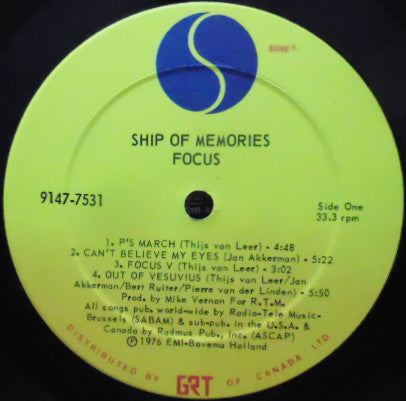 SIRE®
SHIP OF MEMORIES
FOCUS
9147-7531
Side One
33.3 rpm
1. P'S MARCH (Thijs van Leer) - 4:48
2. CAN'T BELIEVE MY EYES (Jan Akkerman) - 5:22
3. FOCUS V (Thijs van Leer) - 3:02
4. OUT OF VESUVIUS (Thijs van Leer/Jan
Akkerman/Bert Ruiter/Pierre van der Linden) - 5:50
Prod. by Mike Vernon For R.T.M.
All songs pub. world-wide by Radio-Tele Music-
Brussels (SABAM) & sub-pub. in the U.S.A. &
Canada by Radmus Pub., Inc. (ASCAP)
Ⓟ1976 EMI-Bovema Holland
DISTRIBUTED BY GRT OF CANADA LTD